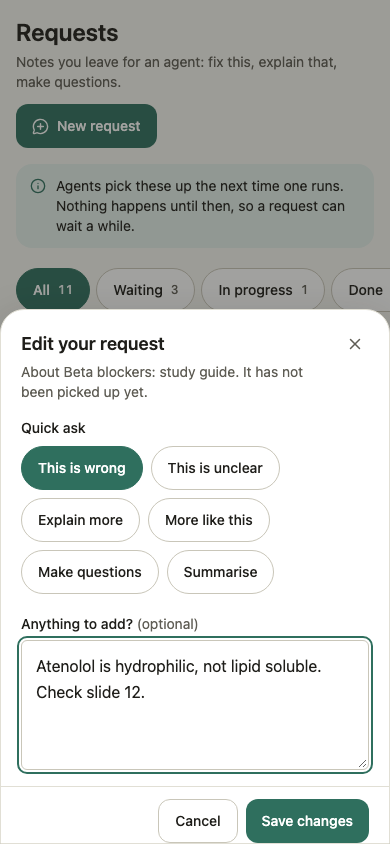 Requests
Notes you leave for an agent: fix this, explain that,
make questions.
New request
Agents pick these up the next time one runs.
Nothing happens until then, so a request can
wait a while.
All 11 Waiting 3 In progress 1 Done
Edit your request
About Beta blockers: study guide. It has not
been picked up yet.
Quick ask
This is wrong This is unclear
Explain more More like this
Make questions Summarise
Anything to add? (optional)
Atenolol is hydrophilic, not lipid soluble.
Check slide 12.
Cancel Save changes